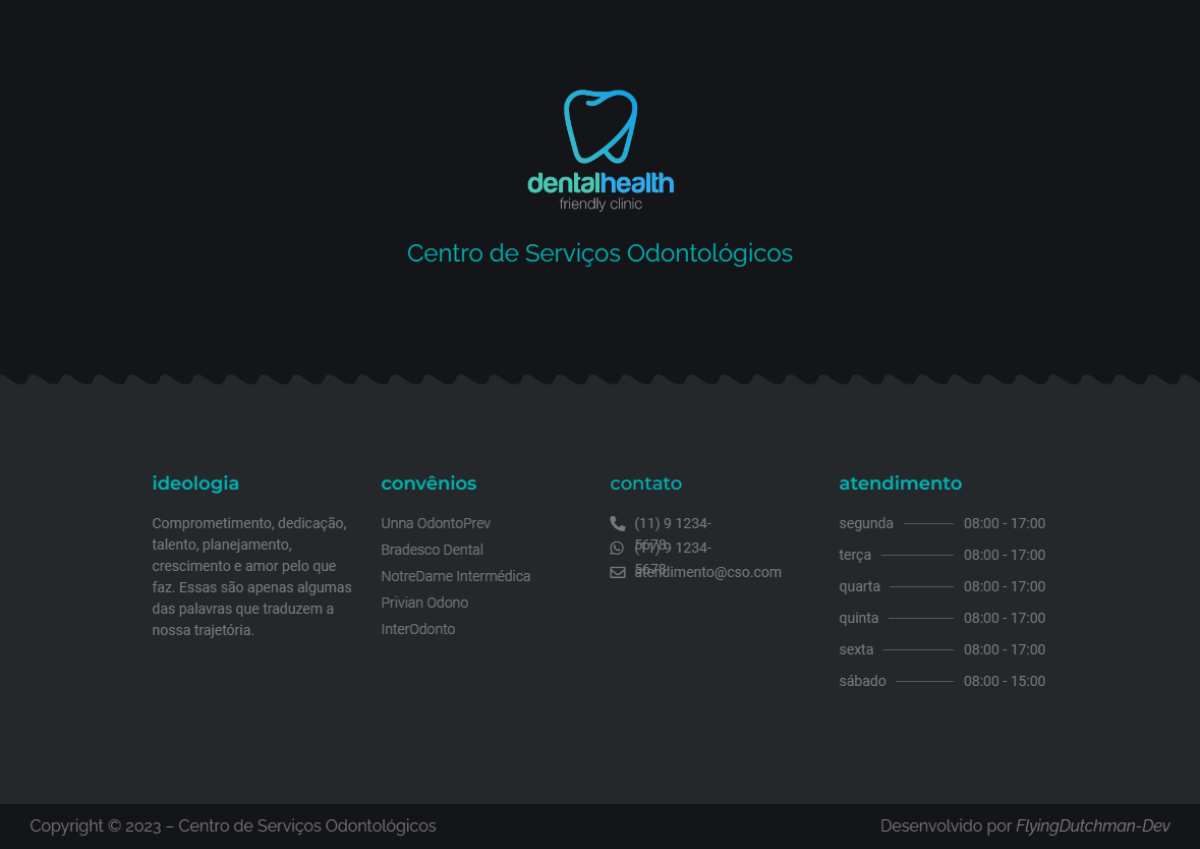 dentalhealth
friendly clinic
Centro de Serviços Odontológicos
ideologia
Comprometimento, dedicação,
talento, planejamento,
crescimento e amor pelo que
faz. Essas são apenas algumas
das palavras que traduzem a
nossa trajetória.
convênios
Unna OdontoPrev
Bradesco Dental
NotreDame Intermédica
Privian Odono
InterOdonto
contato
(11) 9 1234-
5678
(11) 9 1234-
5678
atendimento@cso.com
atendimento
segunda 08:00 - 17:00
terça 08:00 - 17:00
quarta 08:00 - 17:00
quinta 08:00 - 17:00
sexta 08:00 - 17:00
sábado 08:00 - 15:00
Copyright © 2023 – Centro de Serviços Odontológicos
Desenvolvido por FlyingDutchman-Dev